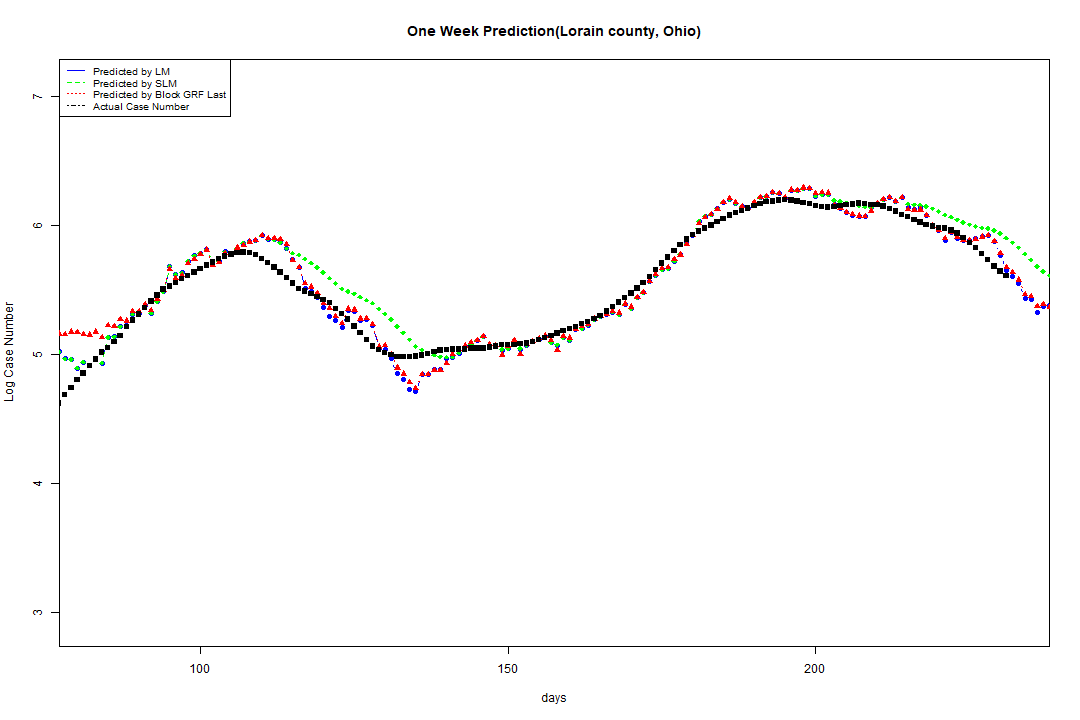 One Week Prediction(Lorain county, Ohio)
Predicted by LM
Predicted by SLM
Predicted by Block GRF Last
Actual Case Number
7
6
5
4
3
Log Case Number
100 150 200
days